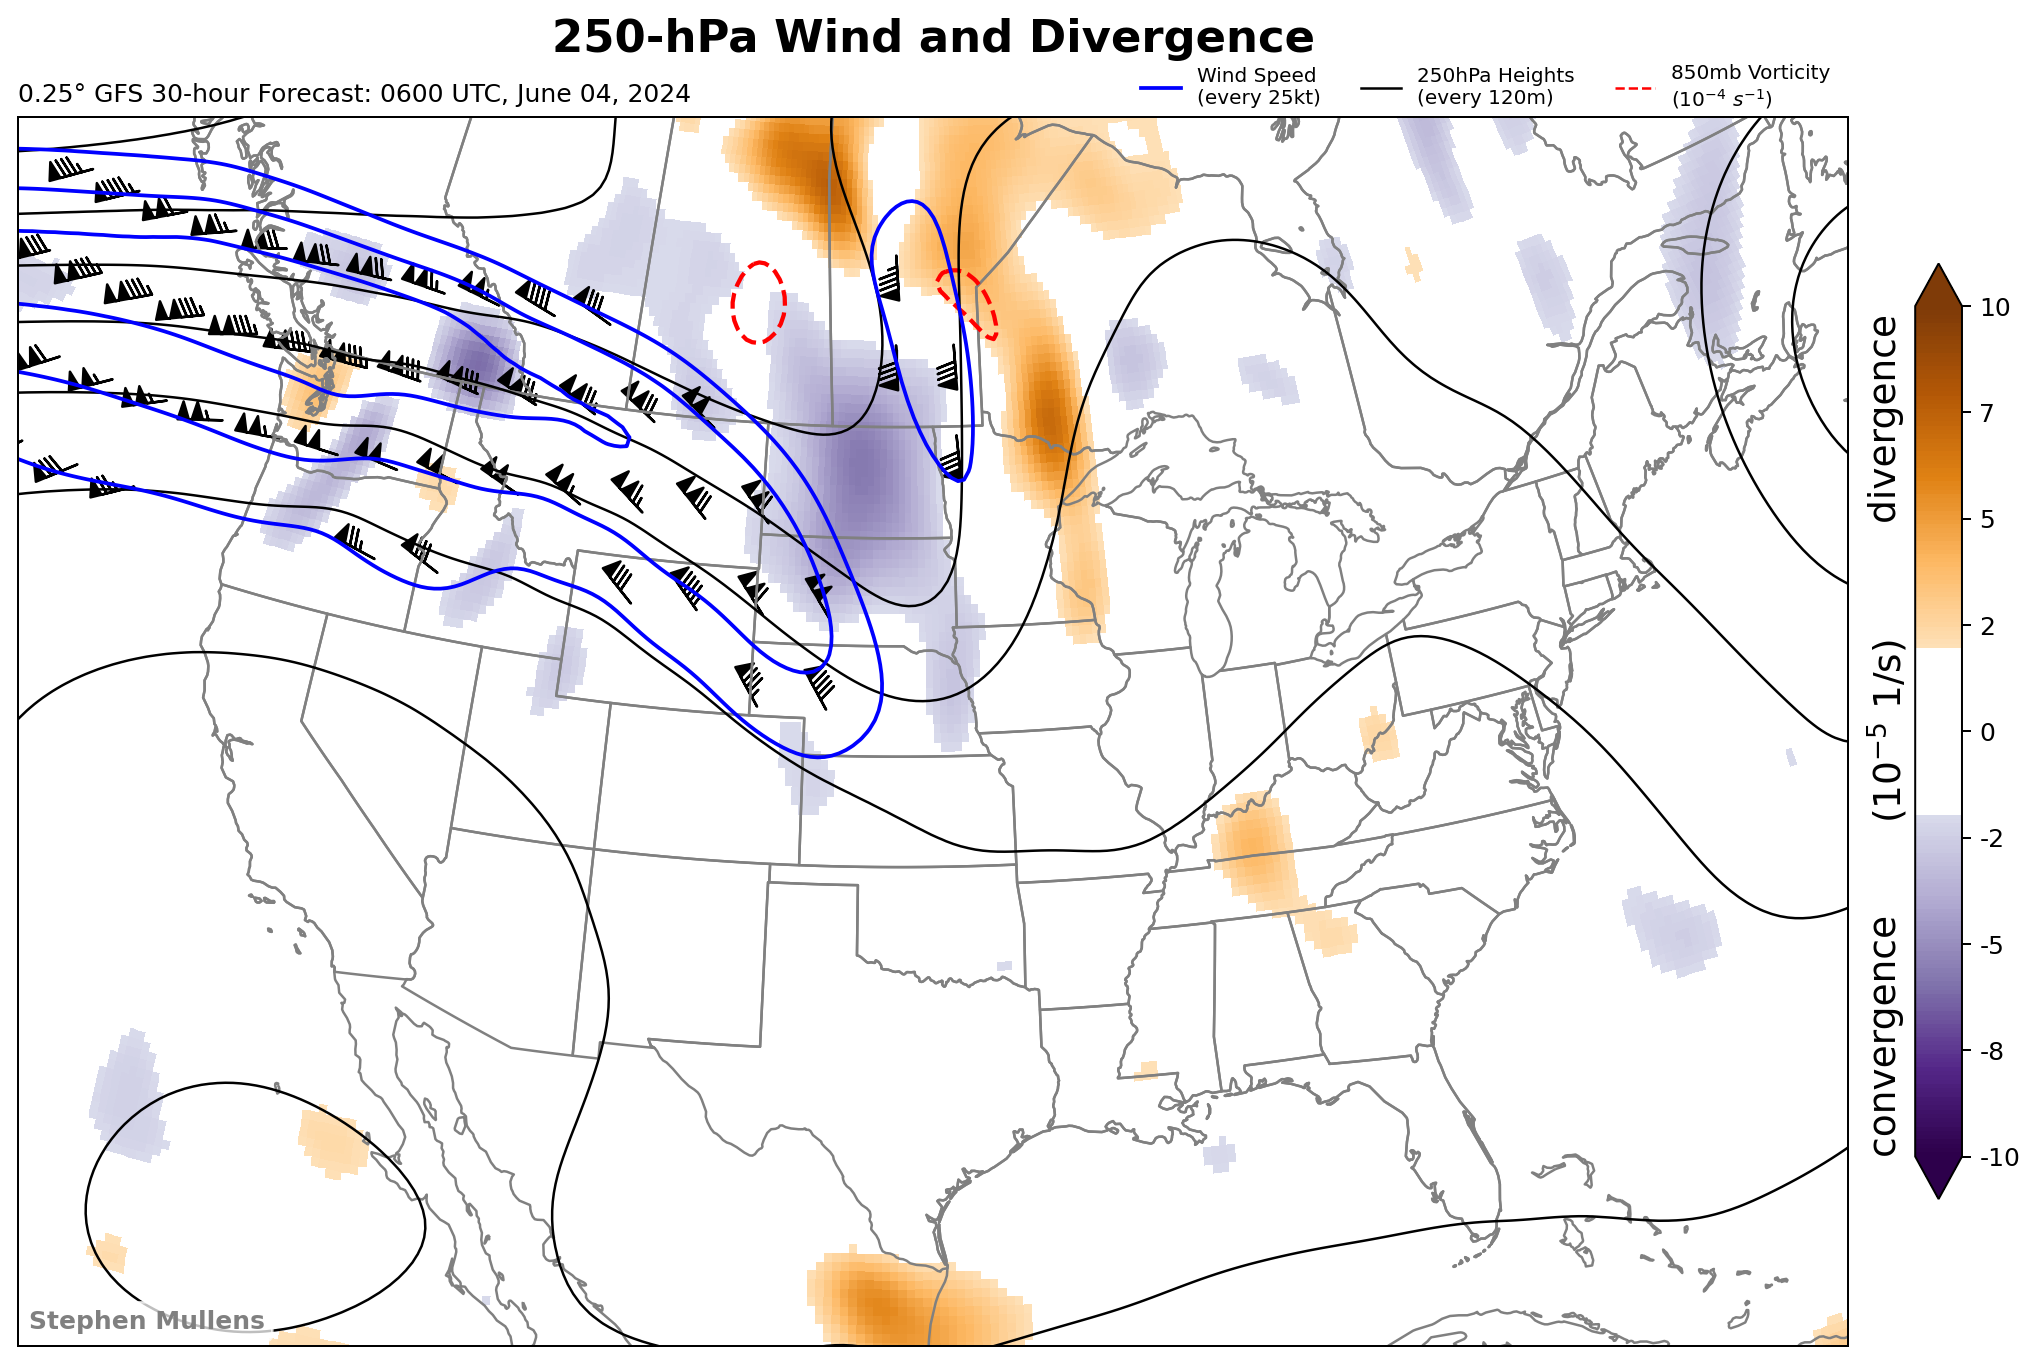 250-hPa Wind and Divergence
0.25° GFS 30-hour Forecast: 0600 UTC, June 04, 2024
Wind Speed
(every 25kt)
250hPa Heights
(every 120m)
850mb Vorticity
(10⁻⁴ s⁻¹)
10
7
5
2
0
-2
-5
-8
-10
convergence (10⁻⁵ 1/s) divergence
Stephen Mullens